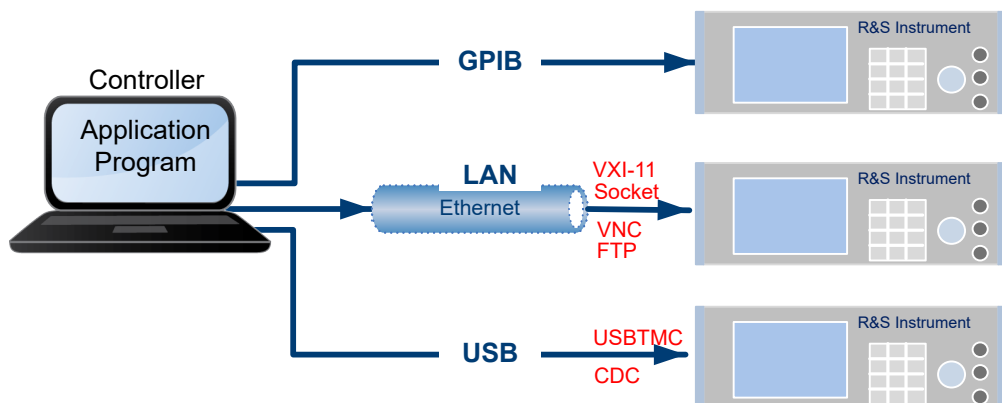 R&S Instrument
GPIB
Controller
Application
Program
LAN
Ethernet
VXI-11
Socket
VNC
FTP
R&S Instrument
USB
USBTMC
CDC
R&S Instrument